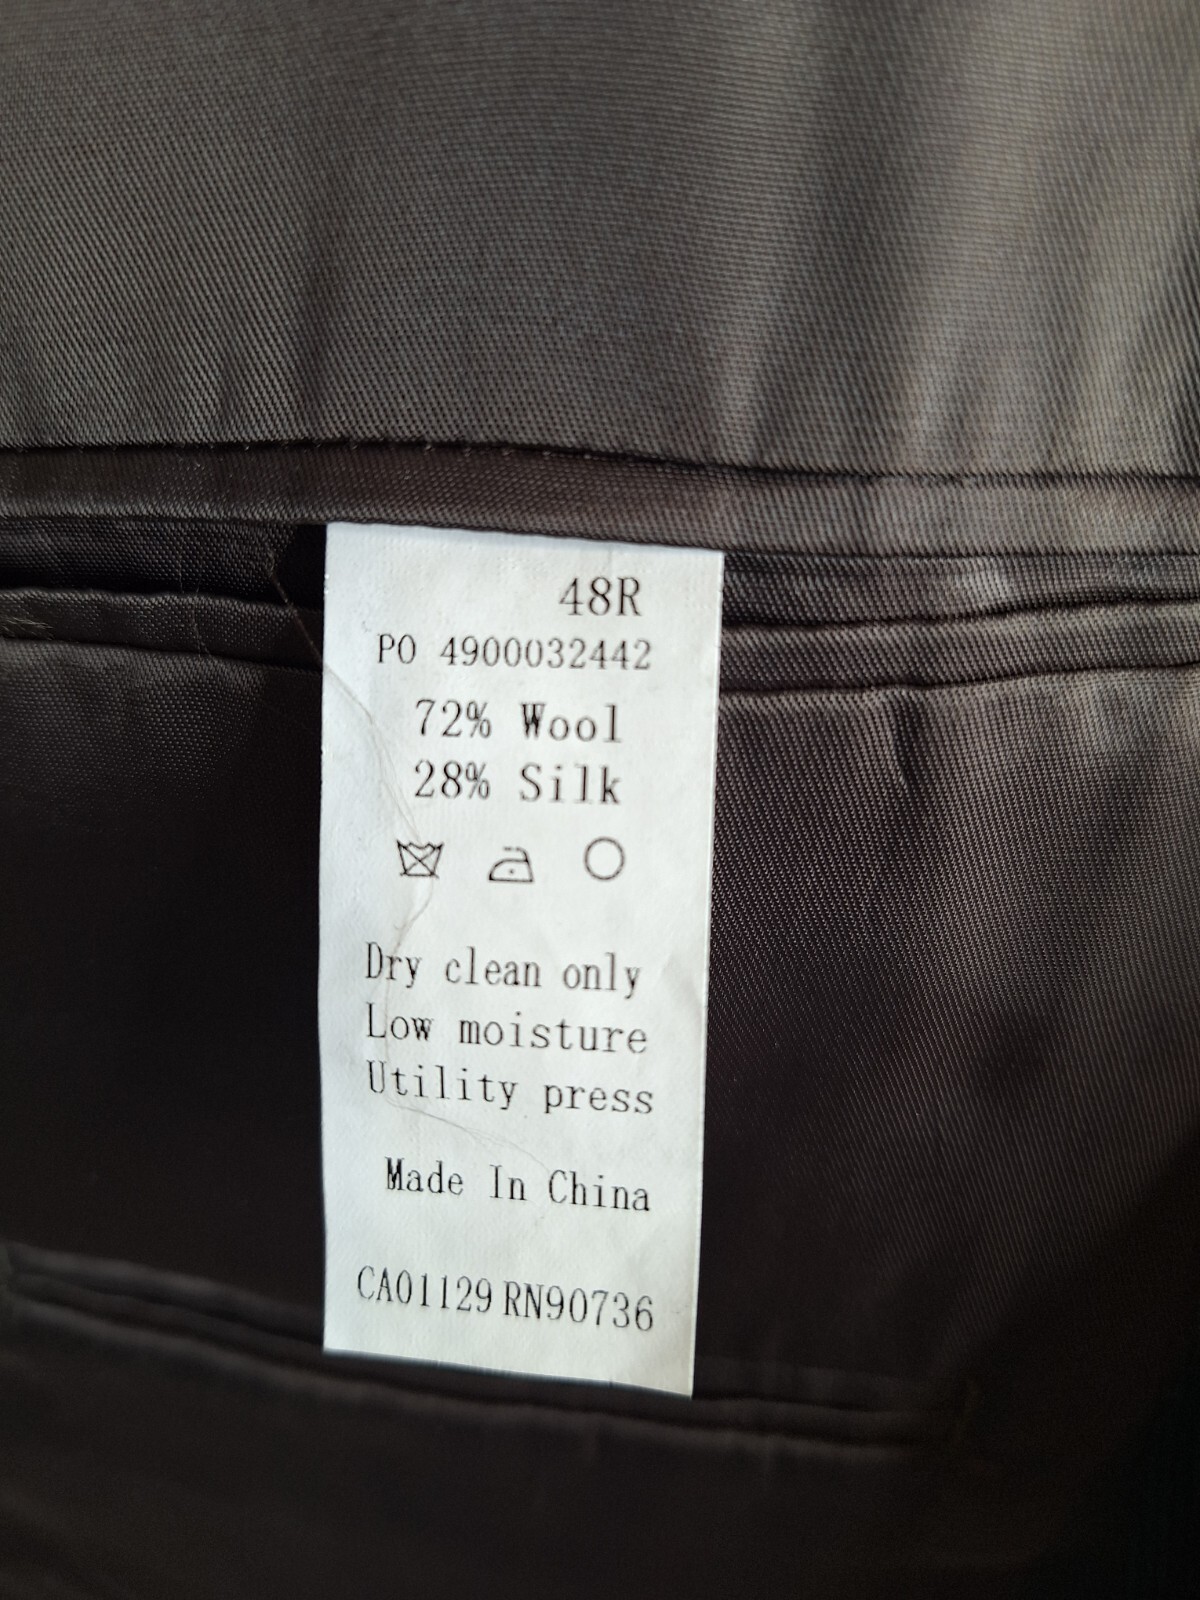 48R
PO 4900032442
72% Wool
28% Silk
Dry clean only
Low moisture
Utility press
Made In China
CA01129 RN90736